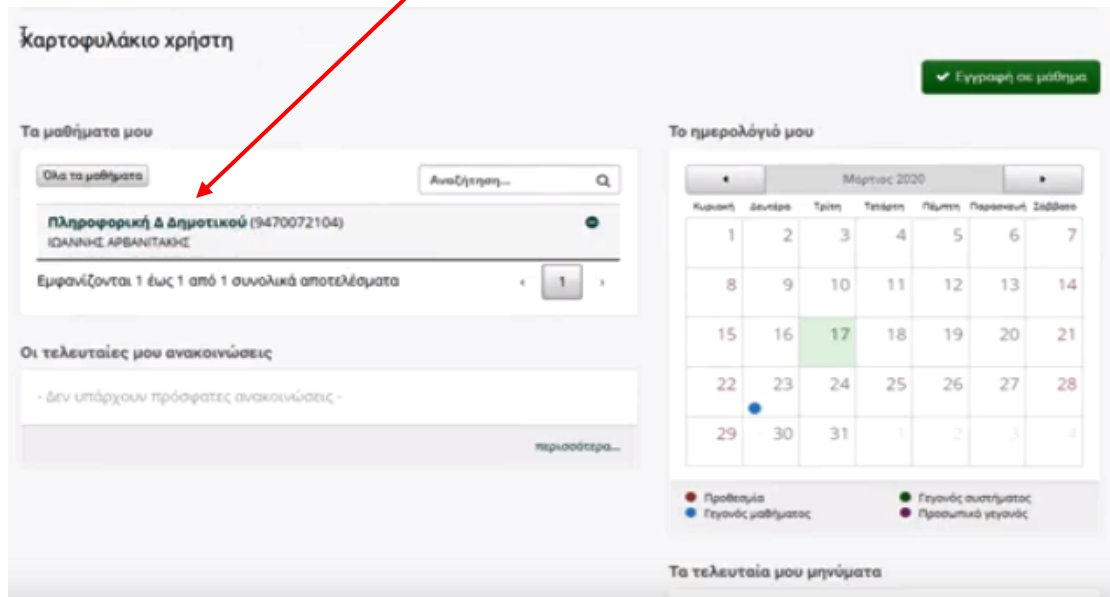 Χαρτοφυλάκιο χρήστη
✔ Εγγραφή σε μάθημα
Τα μαθήματα μου
Όλα τα μαθήματα
Αναζήτηση...
Πληροφορική Δ Δημοτικού (9470072104)
ΙΩΑΝΝΗΣ ΑΡΒΑΝΙΤΑΚΗΣ
Εμφανίζονται 1 έως 1 από 1 συνολικά αποτελέσματα
‹ 1 ›
Οι τελευταίες μου ανακοινώσεις
- Δεν υπάρχουν πρόσφατες ανακοινώσεις -
περισσότερα...
Το ημερολόγιό μου
Μάρτιος 2020
Κυριακή Δευτέρα Τρίτη Τετάρτη Πέμπτη Παρασκευή Σάββατο
1 2 3 4 5 6 7
8 9 10 11 12 13 14
15 16 17 18 19 20 21
22 23 24 25 26 27 28
29 30 31 1 2 3 4
Προθεσμία Γεγονός συστήματος
Γεγονός μαθήματος Προσωπικό γεγονός
Τα τελευταία μου μηνύματα